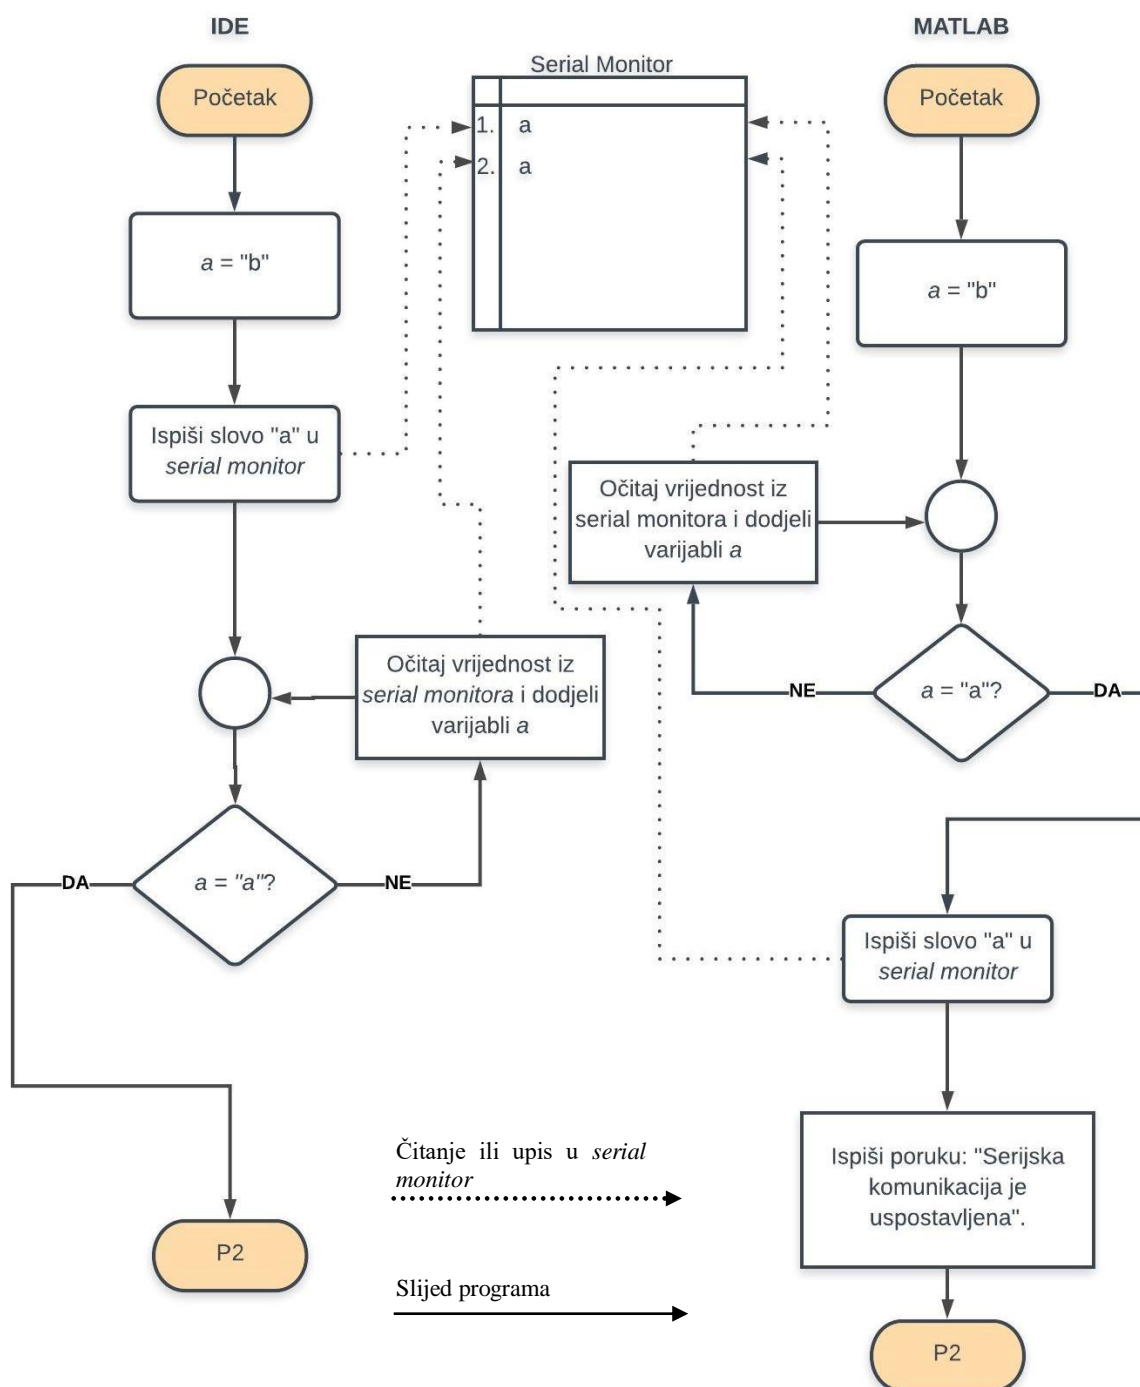 IDE
MATLAB
Serial Monitor
Početak
Početak
1. a
2. a
a = "b"
a = "b"
Ispiši slovo "a" u
serial monitor
Očitaj vrijednost iz
serial monitora i dodjeli
varijabli a
Očitaj vrijednost iz
serial monitora i dodjeli
varijabli a
NE
a = "a"?
DA
DA
a = "a"?
NE
Ispiši slovo "a" u
serial monitor
Čitanje ili upis u serial
monitor
Ispiši poruku: "Serijska
komunikacija je
uspostavljena".
P2
Slijed programa
P2